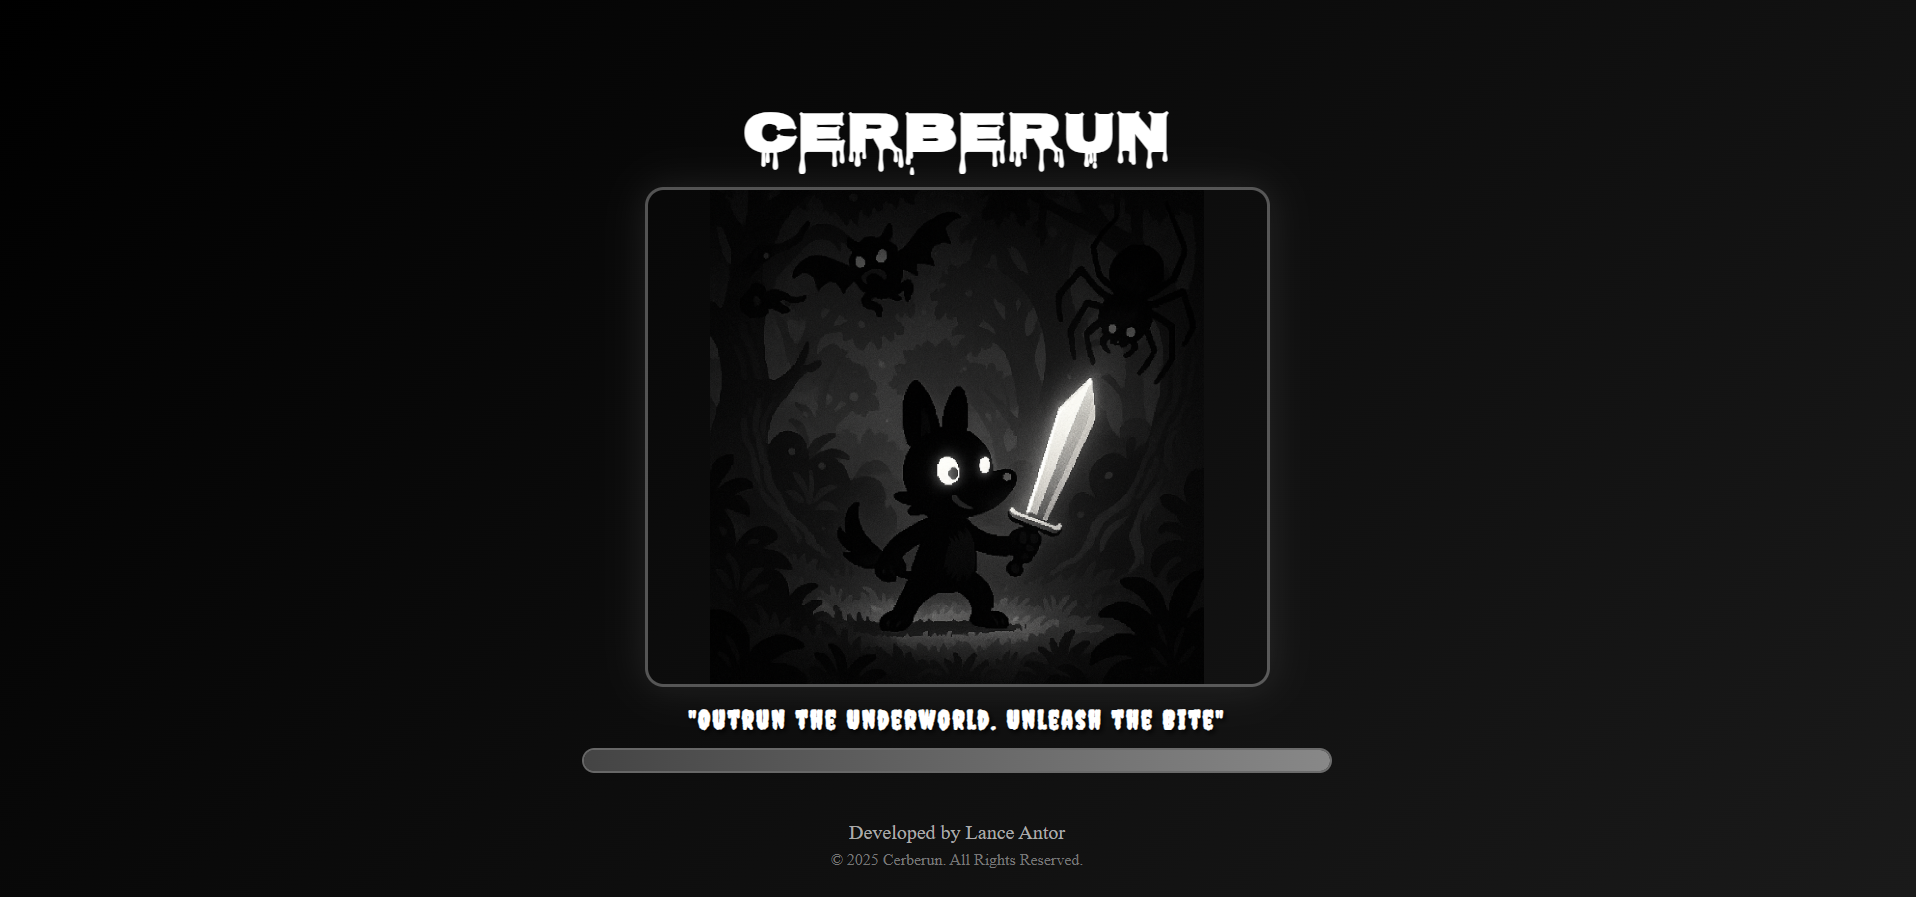 CERBERUN
"OUTRUN THE UNDERWORLD. UNLEASH THE BITE"
Developed by Lance Antor
© 2025 Cerberun. All Rights Reserved.